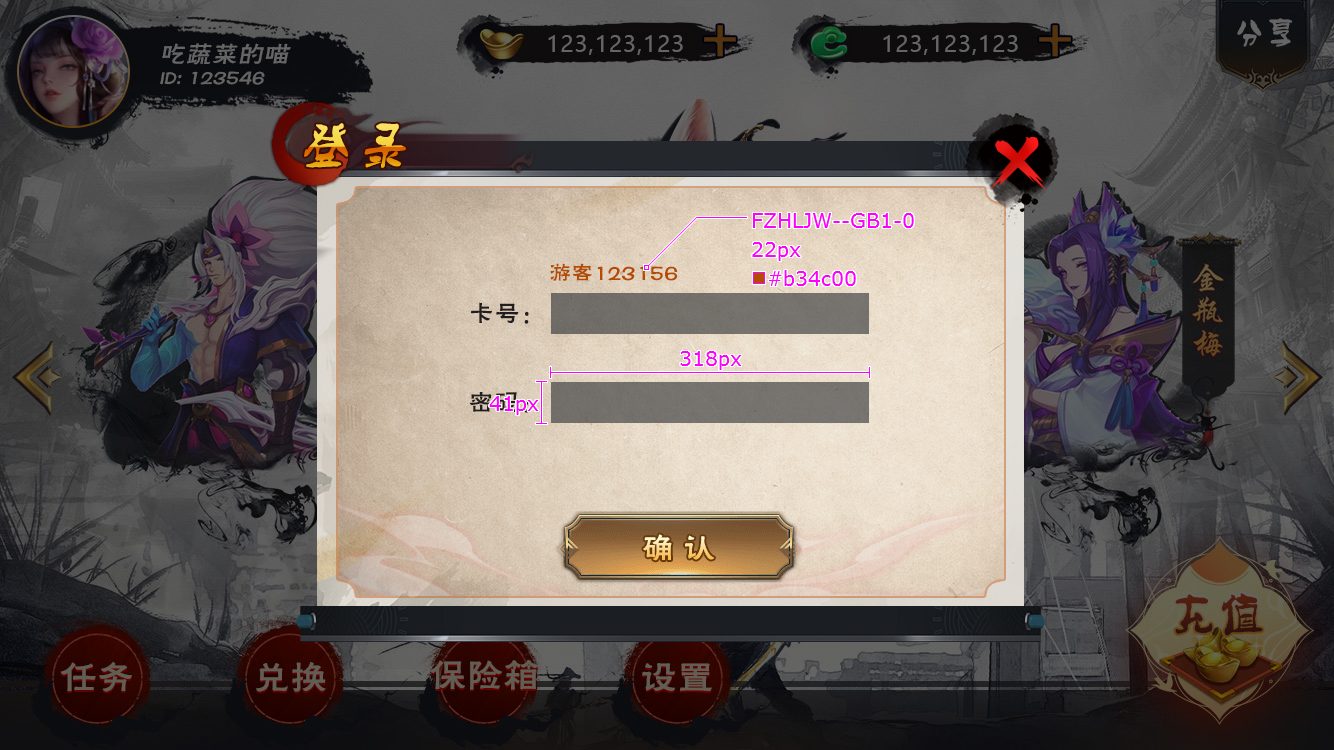 吃蔬菜的喵
ID: 123546
123,123,123
123,123,123
分享
登录
FZHLJW--GB1-0
22px
#b34c00
游客123156
卡号:
318px
密码:
41px
金瓶梅
确认
充值
任务
兑换
保险箱
设置